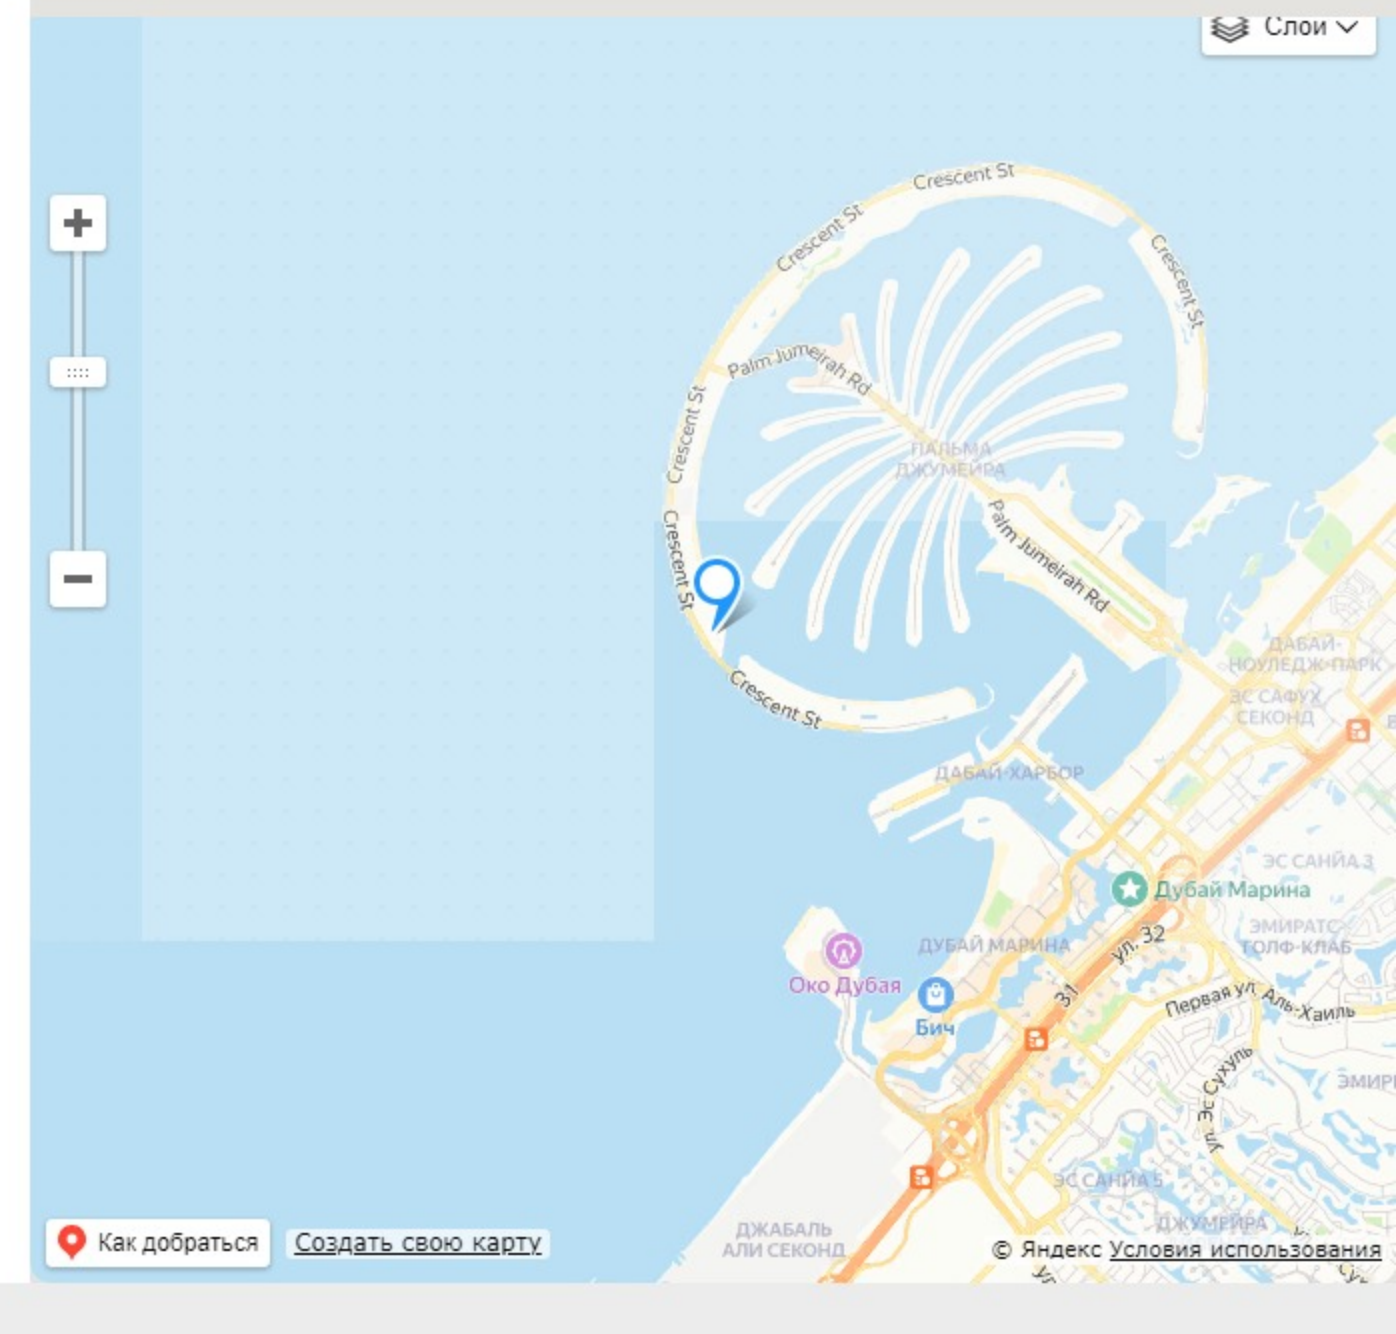 Слои
Crescent St
Crescent St
Crescent St
Palm Jumeirah Rd
Crescent St
ПАЛЬМА
ДЖУМЕЙРА
Crescent St
Palm Jumeirah Rd
ДАБАЙ-
НОУЛЕДЖ-ПАРК
ЭС САФУХ
СЕКОНД
Crescent St
ДАБАЙ-ХАРБОР
ЭС САНЙА 3
Дубай Марина
ЭМИРАТС-
ГОЛФ-КЛАБ
ул. 32
ДУБАЙ МАРИНА
Око Дубая
31
Первая ул. Аль-Хаиль
Бич
ул. Эс Сухуль
ЭМИР
ЭС САНЙА 5
ДЖУМЕЙРА
ДЖАБАЛЬ
АЛИ СЕКОНД
Как добраться
Создать свою карту
© Яндекс Условия использования